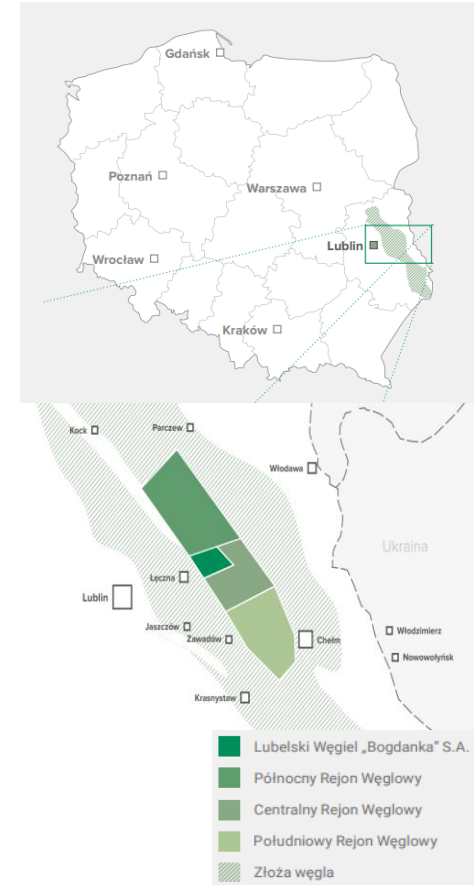 Gdańsk
Poznań
Warszawa
Lublin
Wrocław
Kraków
Kock
Parczew
Włodawa
Ukraina
Łęczna
Lublin
Jaszczów
Żawadów
Chełm
Włodzimierz
Nowowołyńsk
Krasnystaw
Lubelski Węgiel „Bogdanka” S.A.
Północny Rejon Węglowy
Centralny Rejon Węglowy
Południowy Rejon Węglowy
Złoża węgla